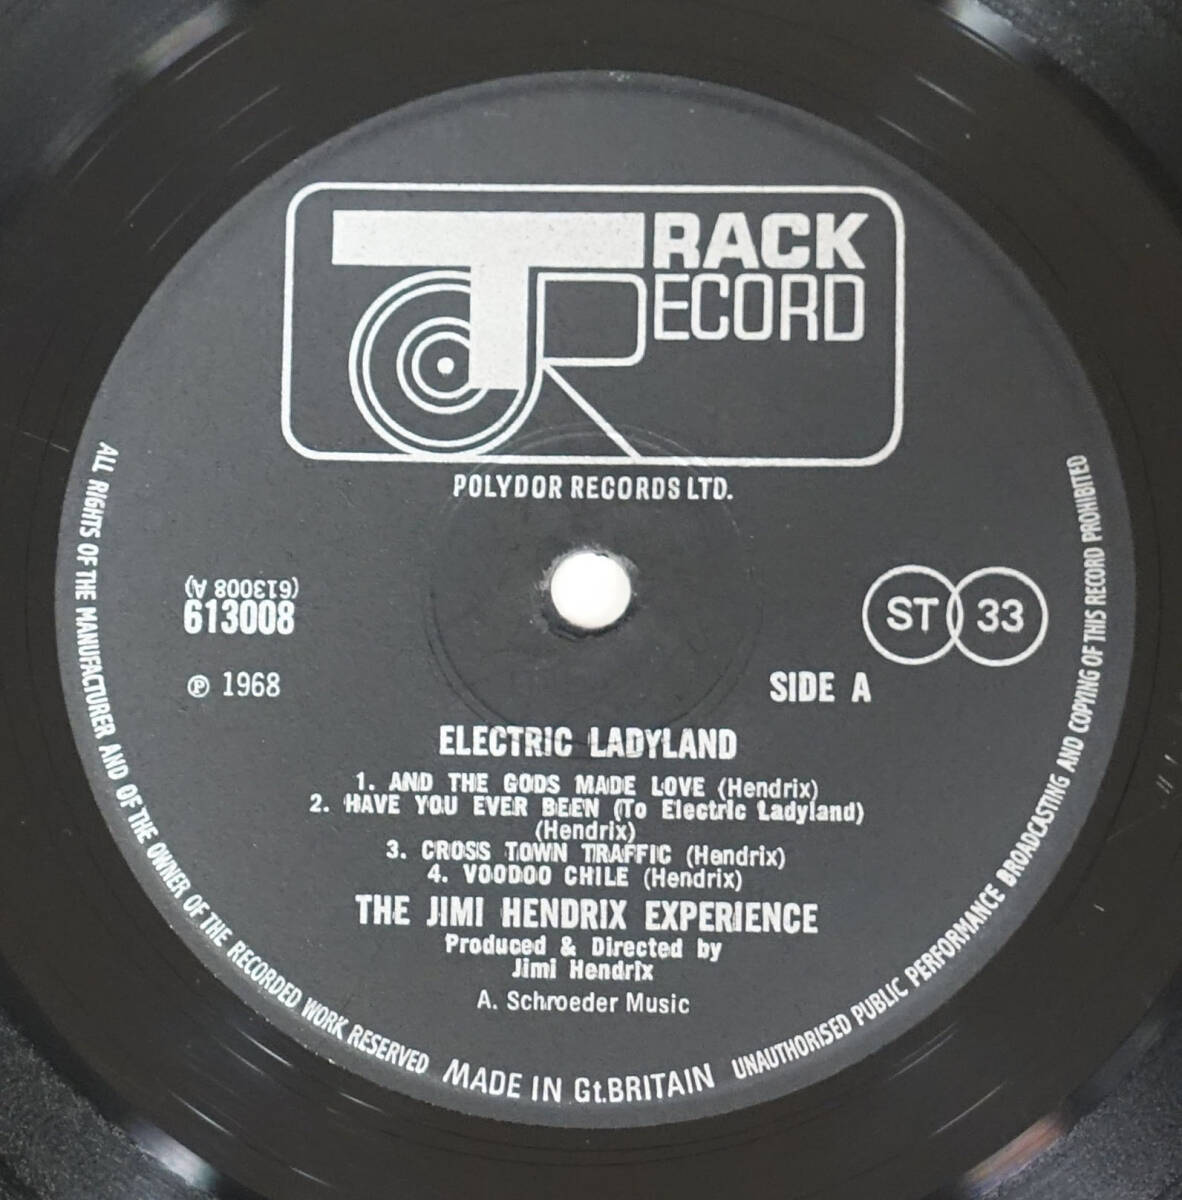 TRACK
RECORD
POLYDOR RECORDS LTD.
(613008 A)
613008
ST 33
℗ 1968
SIDE A
ELECTRIC LADYLAND
1. AND THE GODS MADE LOVE (Hendrix)
2. HAVE YOU EVER BEEN (To Electric Ladyland)
(Hendrix)
3. CROSS TOWN TRAFFIC (Hendrix)
4. VOODOO CHILE (Hendrix)
THE JIMI HENDRIX EXPERIENCE
Produced & Directed by
Jimi Hendrix
A. Schroeder Music
ALL RIGHTS OF THE MANUFACTURER AND OF THE OWNER OF THE RECORDED WORK RESERVED MADE IN Gt.BRITAIN UNAUTHORISED PUBLIC PERFORMANCE BROADCASTING AND COPYING OF THIS RECORD PROHIBITED